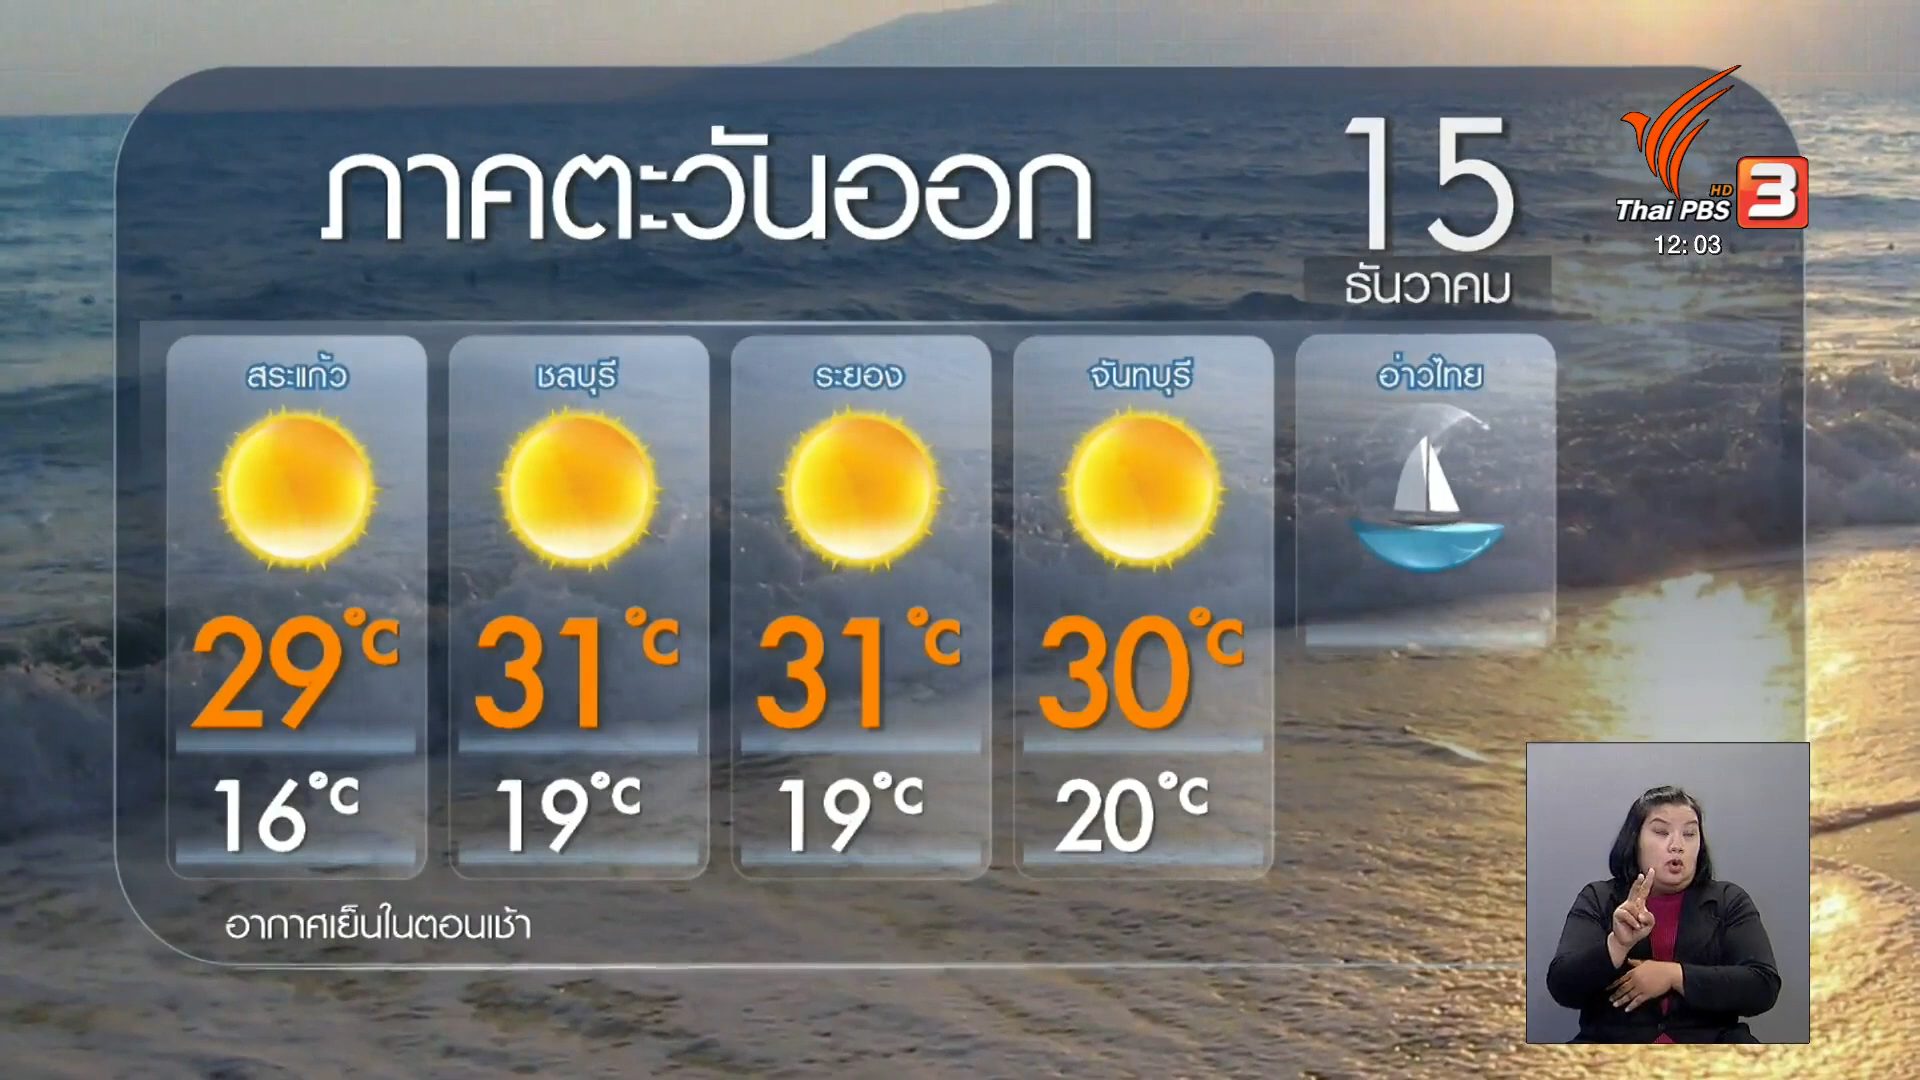 ภาคตะวันออก
15
ธันวาคม
HD
Thai PBS 3
12:03
สระแก้ว
29°C
16°C
ชลบุรี
31°C
19°C
ระยอง
31°C
19°C
จันทบุรี
30°C
20°C
อ่าวไทย
อากาศเย็นในตอนเช้า